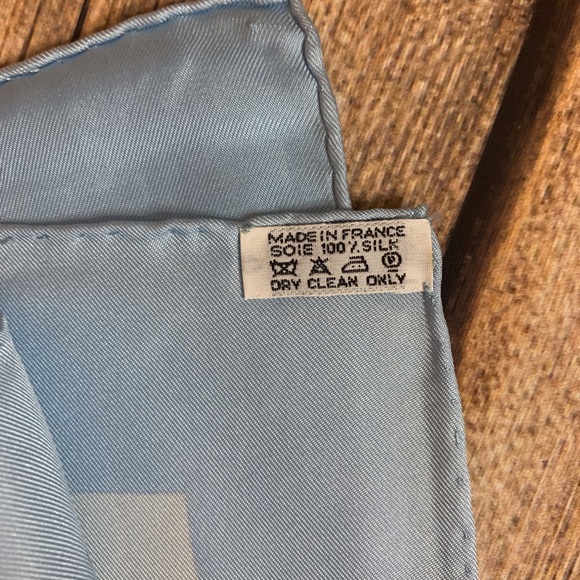 MADE IN FRANCE
SOIE 100% SILK
DRY CLEAN ONLY